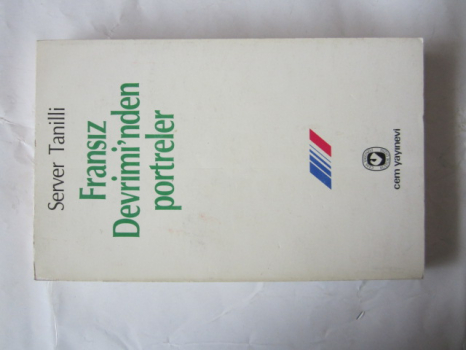 Server Tanilli
Fransız
Devrimi'nden
portreler
cem yayınevi